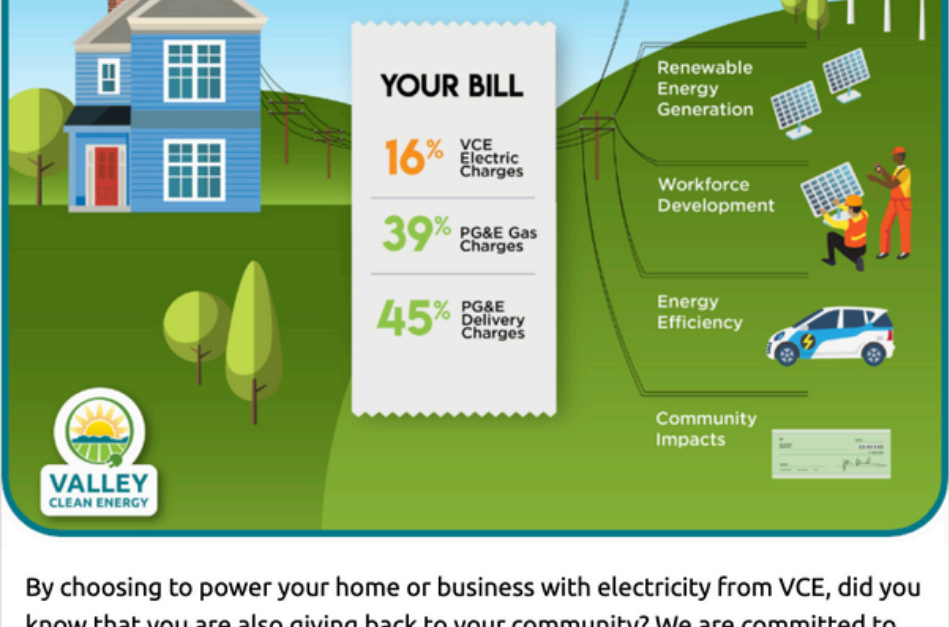 YOUR BILL
16% VCE
Electric
Charges
39% PG&E Gas
Charges
45% PG&E
Delivery
Charges
Renewable
Energy
Generation
Workforce
Development
Energy
Efficiency
Community
Impacts
VALLEY
CLEAN ENERGY
By choosing to power your home or business with electricity from VCE, did you
know that you are also giving back to your community? We are committed to